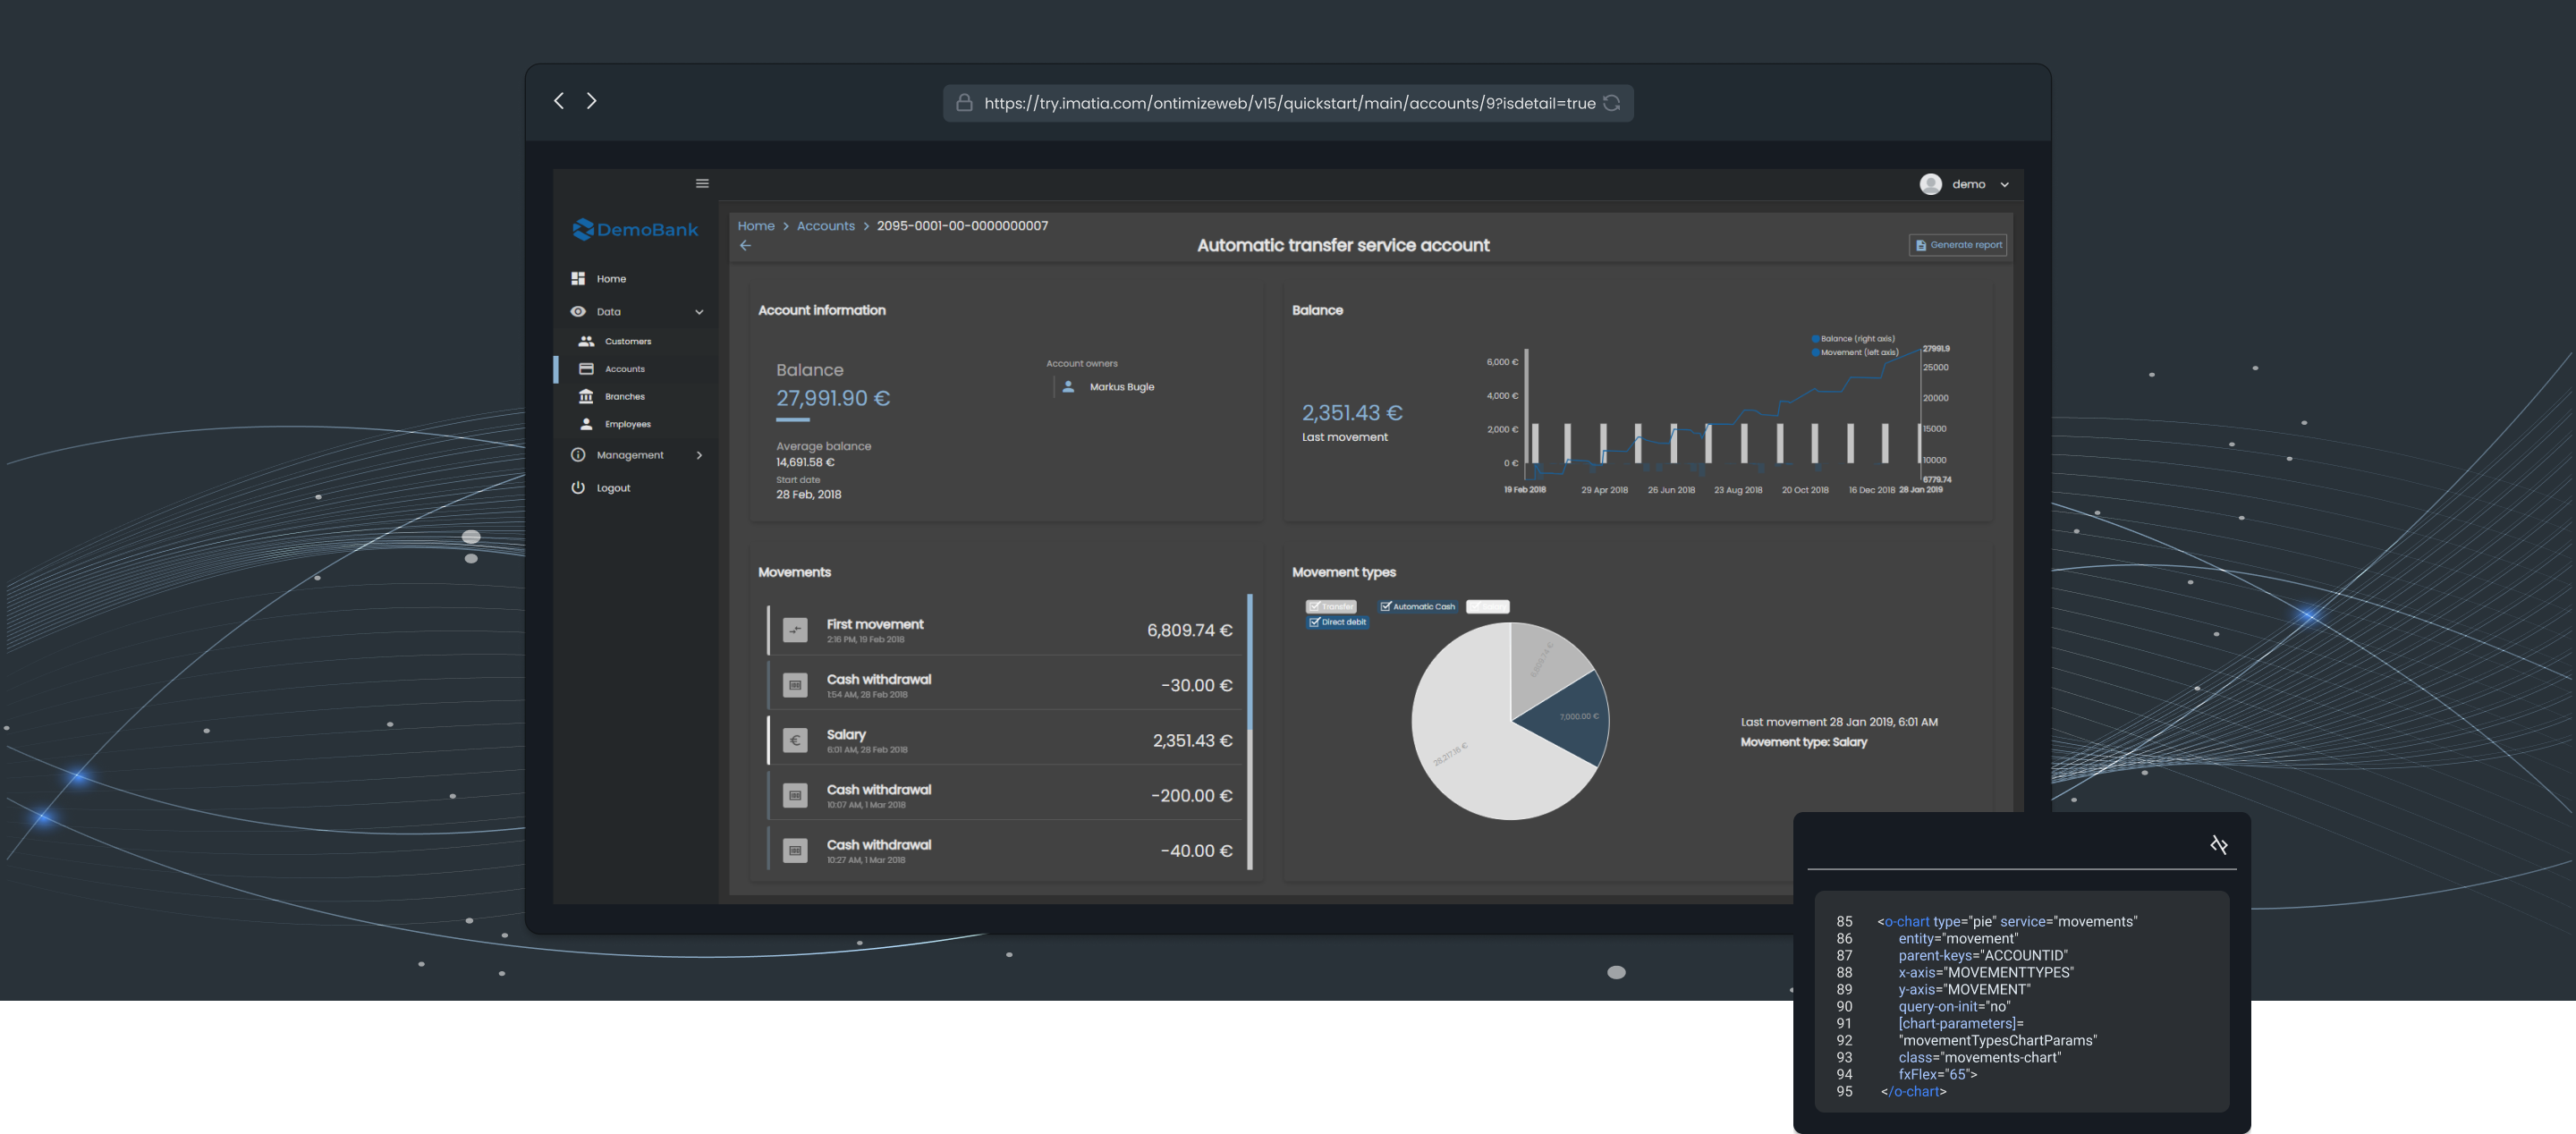 https://try.imatia.com/ontimizeweb/v15/quickstart/main/accounts/9?isdetail=true
demo
DemoBank
Home
Data
Customers
Accounts
Branches
Employees
Management
Logout
Home > Accounts > 2095-0001-00-0000000007
Automatic transfer service account
Generate report
Account information
Balance
27,991.90 €
Average balance
14,691.58 €
Start date
28 Feb, 2018
Account owners
Markus Bugle
Balance
2,351.43 €
Last movement
Balance (right axis)
Movement (left axis)
6,000 €
4,000 €
2,000 €
0 €
27991.9
25000
20000
15000
10000
6779.74
19 Feb 2018
29 Apr 2018
26 Jun 2018
23 Aug 2018
20 Oct 2018
16 Dec 2018
28 Jan 2019
Movements
First movement
2:16 PM, 19 Feb 2018
6,809.74 €
Cash withdrawal
1:54 AM, 28 Feb 2018
-30.00 €
Salary
6:01 AM, 28 Feb 2018
2,351.43 €
Cash withdrawal
10:07 AM, 1 Mar 2018
-200.00 €
Cash withdrawal
10:27 AM, 1 Mar 2018
-40.00 €
Movement types
Transfer
Automatic Cash
Direct debit
6,809.74 €
7,000.00 €
28,217.16 €
Last movement 28 Jan 2019, 6:01 AM
Movement type: Salary
85 <o-chart type="pie" service="movements"
86 entity="movement"
87 parent-keys="ACCOUNTID"
88 x-axis="MOVEMENTTYPES"
89 y-axis="MOVEMENT"
90 query-on-init="no"
91 [chart-parameters]=
92 "movementTypesChartParams"
93 class="movements-chart"
94 fxFlex="65">
95 </o-chart>